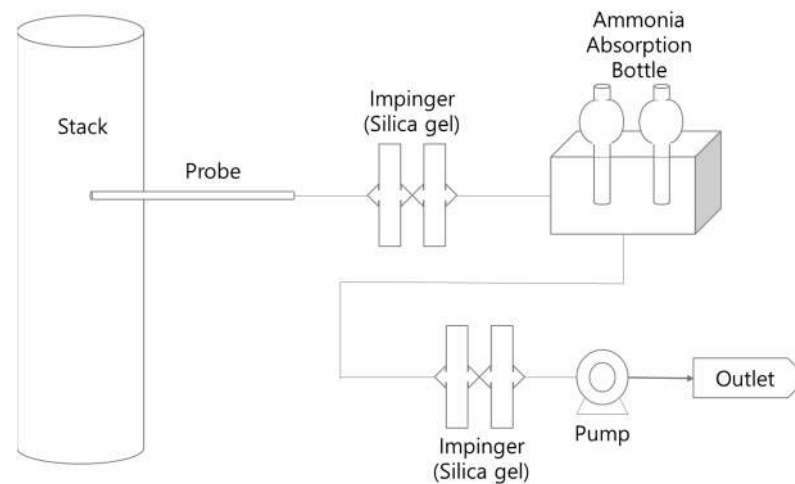 Ammonia
Absorption
Bottle
Impinger
(Silica gel)
Stack
Probe
Outlet
Pump
Impinger
(Silica gel)